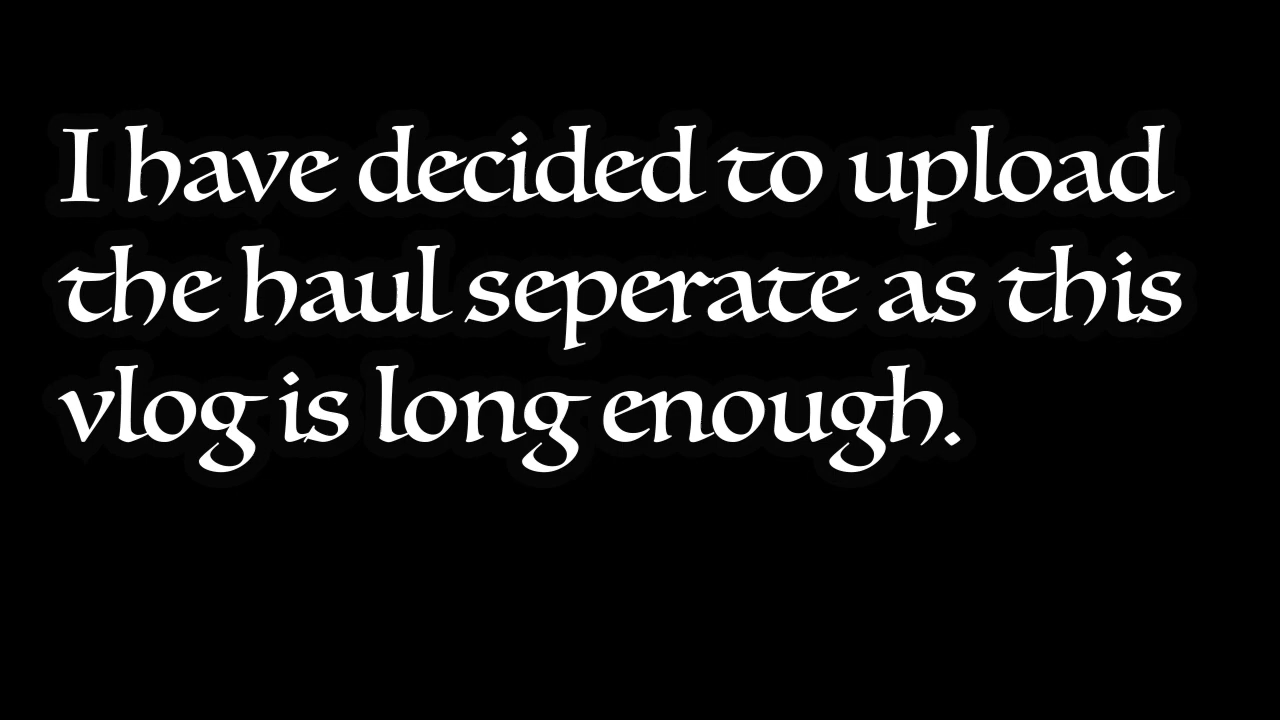 I have decided to upload
the haul seperate as this
vlog is long enough.